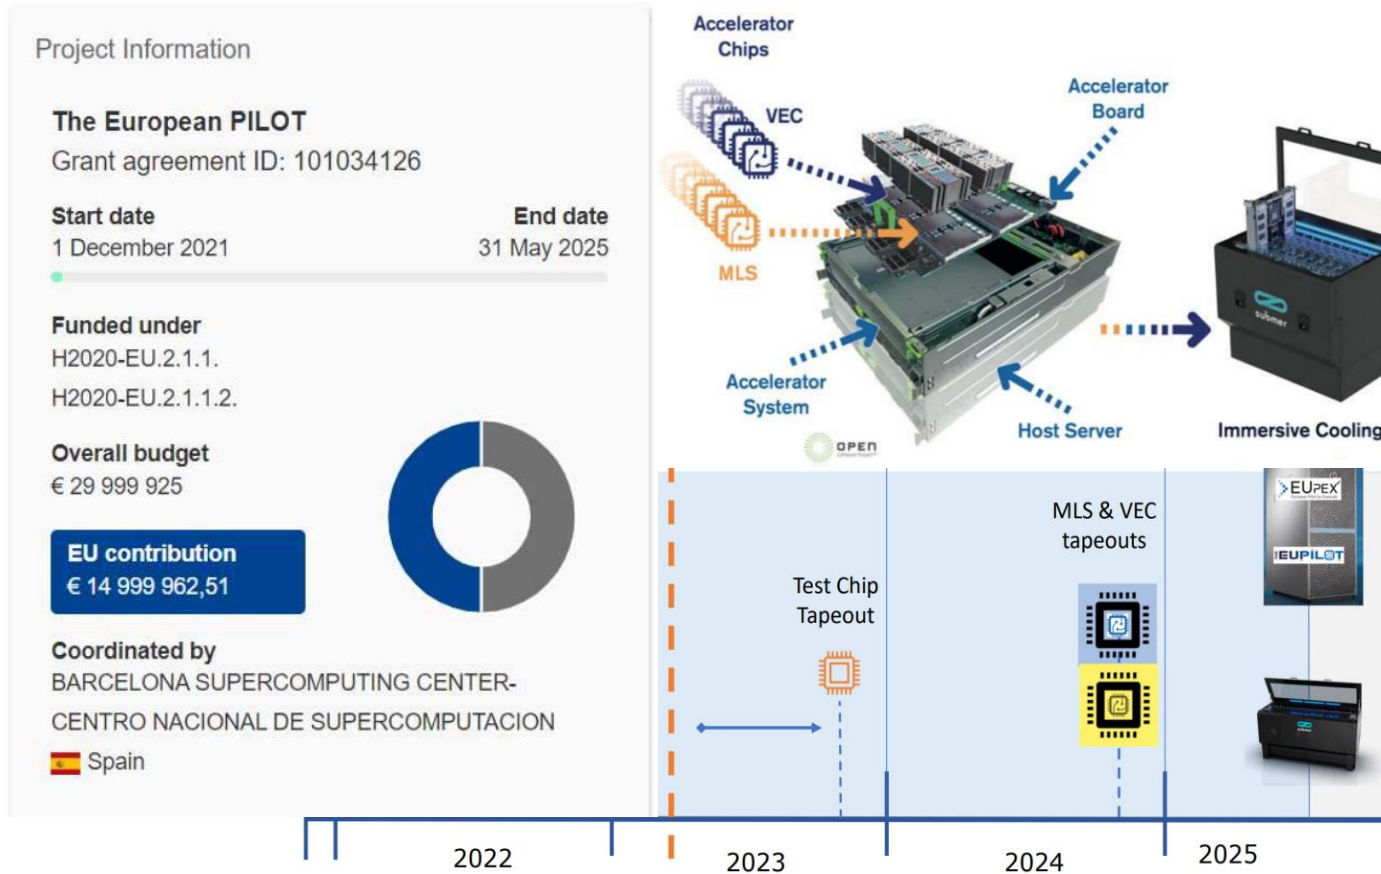 Project Information
The European PILOT
Grant agreement ID: 101034126
Start date
End date
1 December 2021
31 May 2025
Funded under
H2020-EU.2.1.1.
H2020-EU.2.1.1.2.
Overall budget
€ 29 999 925
EU contribution
€ 14 999 962,51
Coordinated by
BARCELONA SUPERCOMPUTING CENTER-
CENTRO NACIONAL DE SUPERCOMPUTACION
Spain
Accelerator
Chips
VEC
MLS
Accelerator
Board
Accelerator
System
Host Server
OPEN
submer
Immersive Cooling
Test Chip
Tapeout
MLS & VEC
tapeouts
EUPEX
EUPILOT
submer
2022
2023
2024
2025